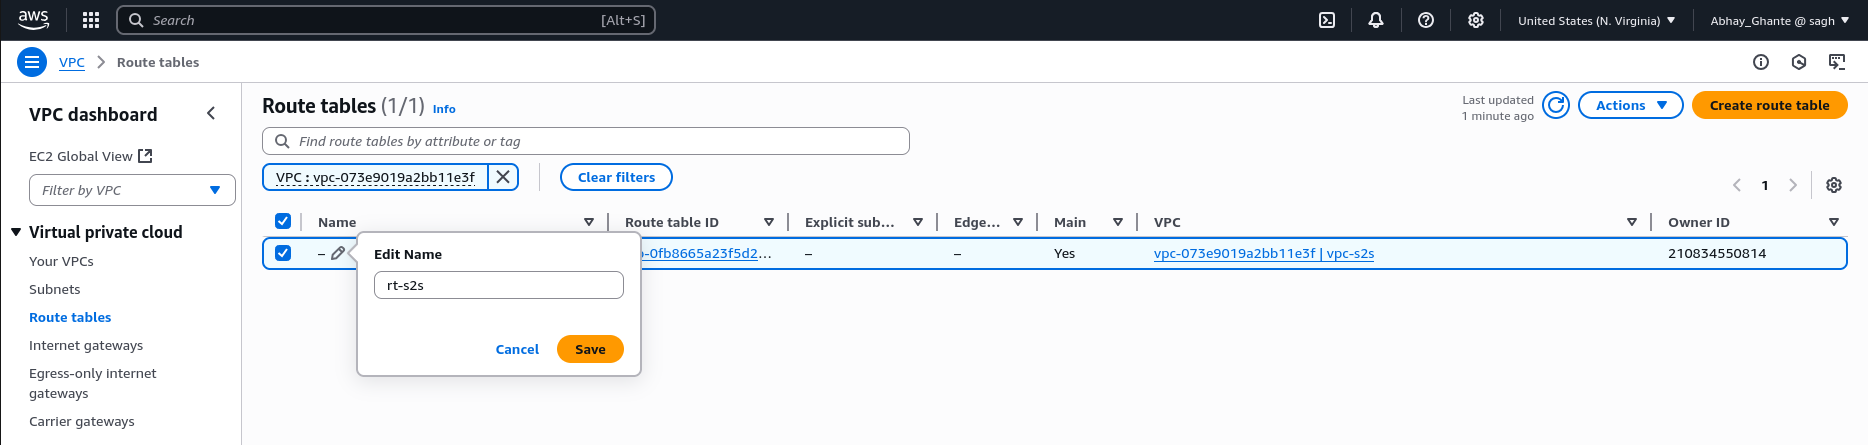 aws
Search [Alt+S]
United States (N. Virginia)
Abhay_Ghante @ sagh
VPC
Route tables
VPC dashboard
EC2 Global View
Filter by VPC
Virtual private cloud
Your VPCs
Subnets
Route tables
Internet gateways
Egress-only internet
gateways
Carrier gateways
Route tables (1/1) Info
Last updated
1 minute ago
Actions
Create route table
Find route tables by attribute or tag
VPC : vpc-073e9019a2bb11e3f
Clear filters
1
Name Route table ID Explicit sub... Edge... Main VPC Owner ID
– -0fb8665a23f5d2... – – Yes vpc-073e9019a2bb11e3f | vpc-s2s 210834550814
Edit Name
rt-s2s
Cancel Save